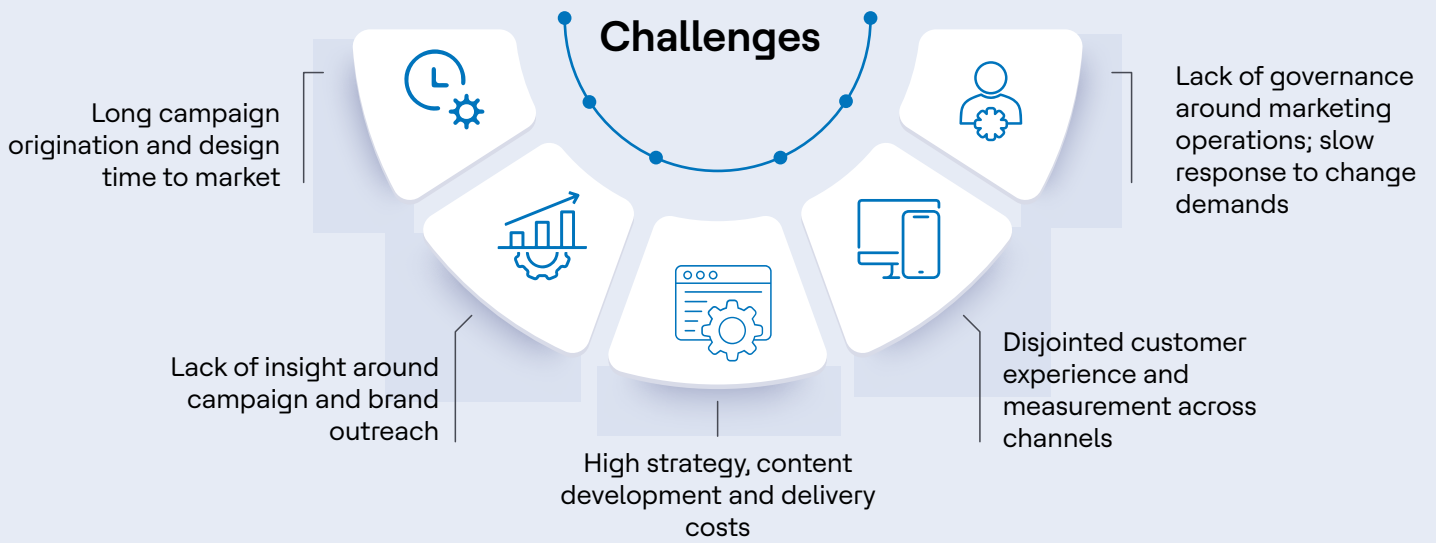 Challenges
Long campaign
origination and design
time to market
Lack of insight around
campaign and brand
outreach
High strategy, content
development and delivery
costs
Disjointed customer
experience and
measurement across
channels
Lack of governance
around marketing
operations; slow
response to change
demands